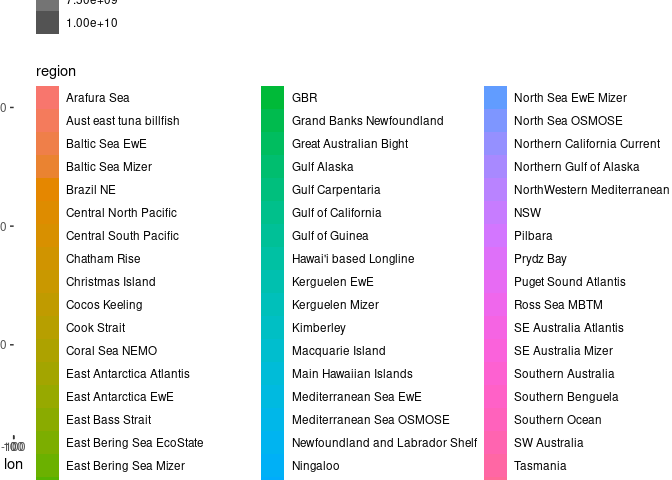 7.50e+09
1.00e+10
region
Arafura Sea
Aust east tuna billfish
Baltic Sea EwE
Baltic Sea Mizer
Brazil NE
Central North Pacific
Central South Pacific
Chatham Rise
Christmas Island
Cocos Keeling
Cook Strait
Coral Sea NEMO
East Antarctica Atlantis
East Antarctica EwE
East Bass Strait
East Bering Sea EcoState
East Bering Sea Mizer
GBR
Grand Banks Newfoundland
Great Australian Bight
Gulf Alaska
Gulf Carpentaria
Gulf of California
Gulf of Guinea
Hawai'i based Longline
Kerguelen EwE
Kerguelen Mizer
Kimberley
Macquarie Island
Main Hawaiian Islands
Mediterranean Sea EwE
Mediterranean Sea OSMOSE
Newfoundland and Labrador Shelf
Ningaloo
North Sea EwE Mizer
North Sea OSMOSE
Northern California Current
Northern Gulf of Alaska
NorthWestern Mediterranean
NSW
Pilbara
Prydz Bay
Puget Sound Atlantis
Ross Sea MBTM
SE Australia Atlantis
SE Australia Mizer
Southern Australia
Southern Benguela
Southern Ocean
SW Australia
Tasmania
0
0
0
lon